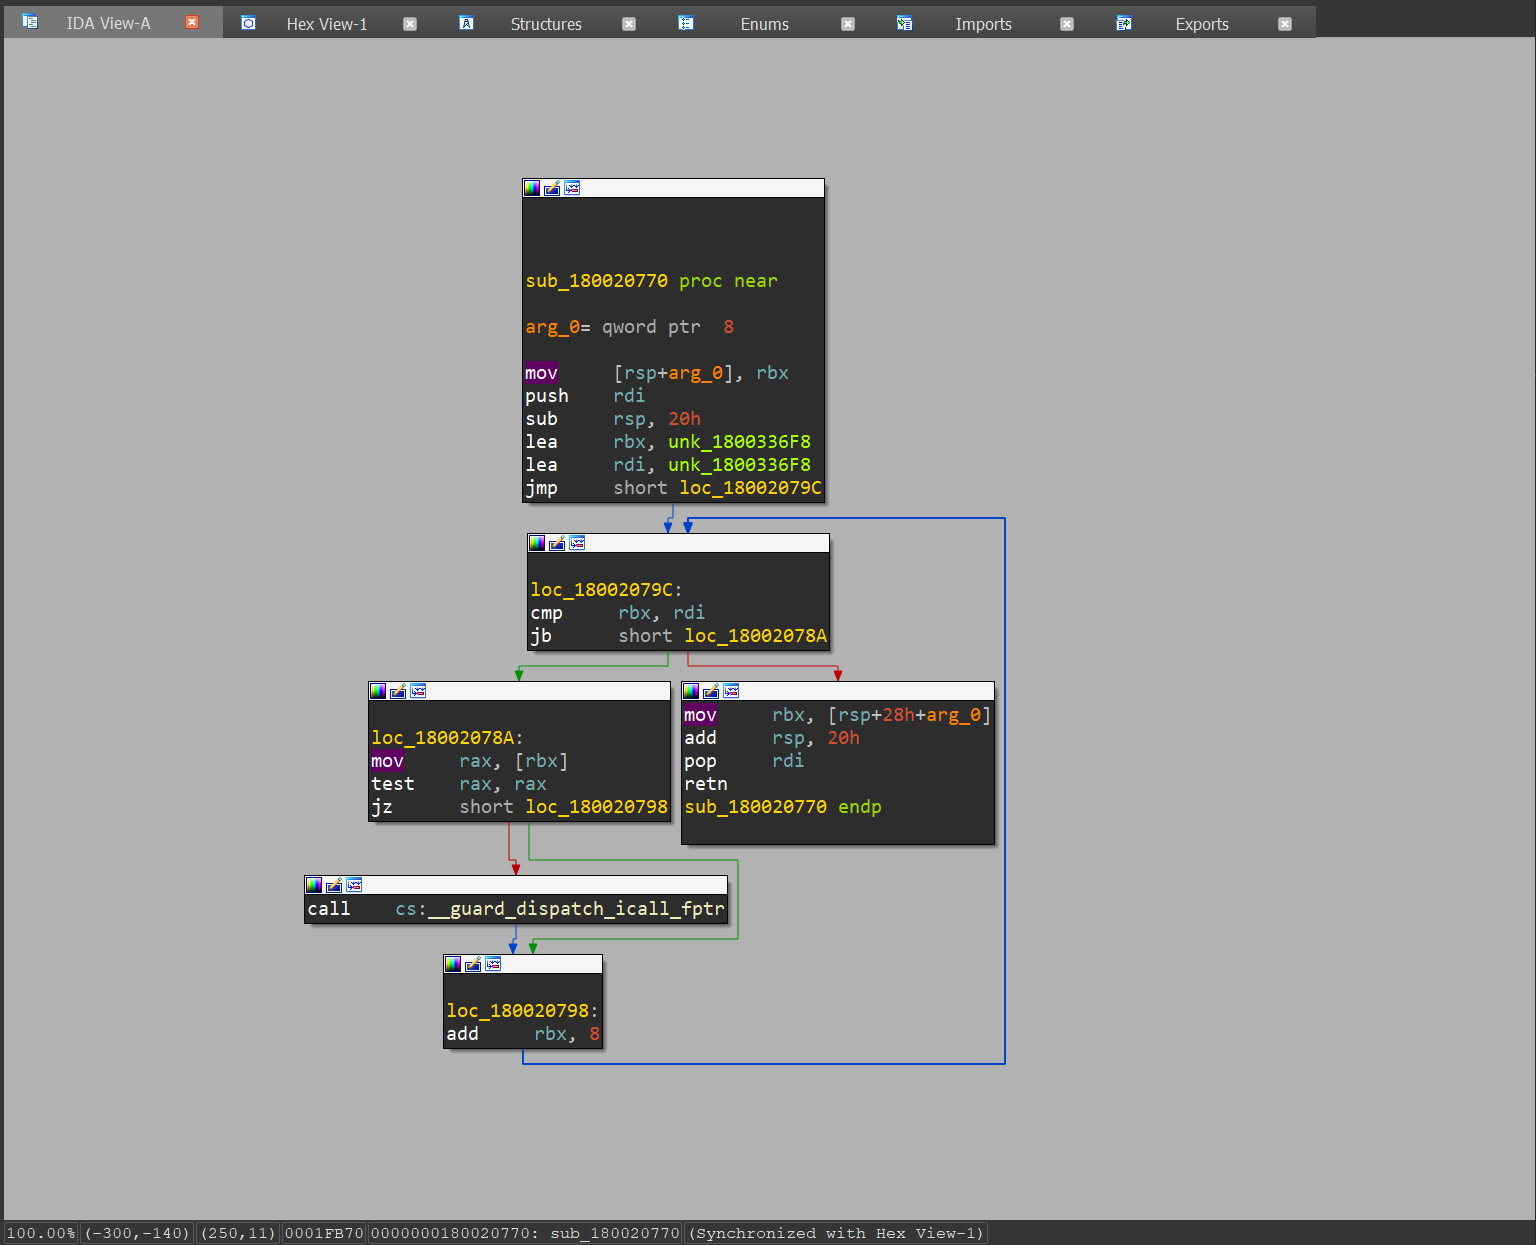 IDA View-A Hex View-1 Structures Enums Imports Exports
sub_180020770 proc near
arg_0= qword ptr 8
mov [rsp+arg_0], rbx
push rdi
sub rsp, 20h
lea rbx, unk_1800336F8
lea rdi, unk_1800336F8
jmp short loc_18002079C
loc_18002079C:
cmp rbx, rdi
jb short loc_18002078A
loc_18002078A:
mov rax, [rbx]
test rax, rax
jz short loc_180020798
mov rbx, [rsp+28h+arg_0]
add rsp, 20h
pop rdi
retn
sub_180020770 endp
call cs:__guard_dispatch_icall_fptr
loc_180020798:
add rbx, 8
100.00% (-300,-140) (250,11) 0001FB70 0000000180020770: sub_180020770 (Synchronized with Hex View-1)